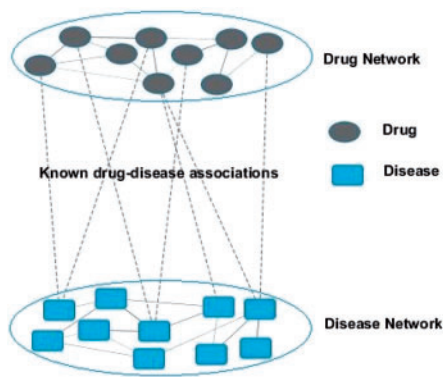 Drug Network
Drug
Known drug-disease associations
Disease
Disease Network